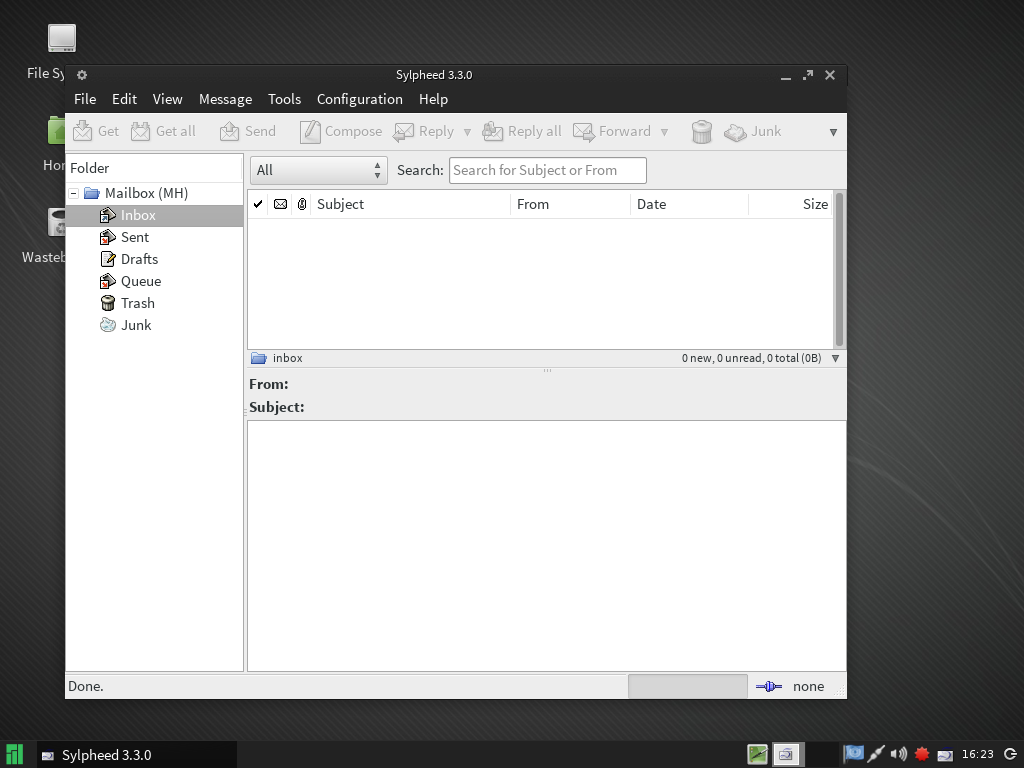 File Sy
Sylpheed 3.3.0
File Edit View Message Tools Configuration Help
Get Get all Send Compose Reply Reply all Forward Junk
Folder
All Search: Search for Subject or From
Mailbox (MH)
Inbox
Sent
Drafts
Queue
Trash
Junk
Subject From Date Size
inbox 0 new, 0 unread, 0 total (0B)
From:
Subject:
Done. none
Hor
Wasteb
Sylpheed 3.3.0 16:23